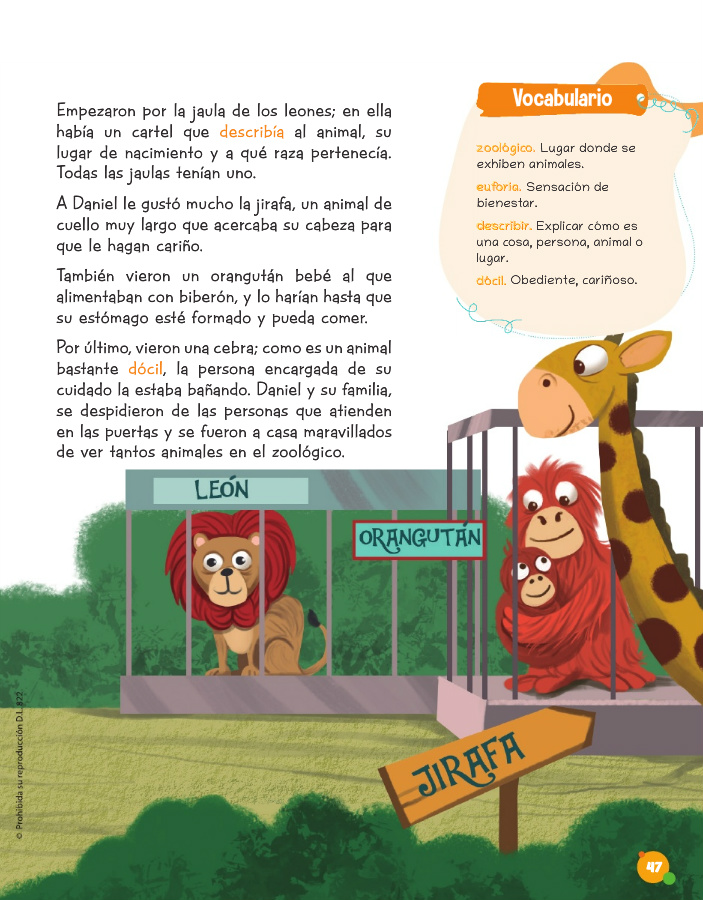 Empezaron por la jaula de los leones; en ella
había un cartel que describía al animal, su
lugar de nacimiento y a qué raza pertenecía.
Todas las jaulas tenían uno.
A Daniel le gustó mucho la jirafa, un animal de
cuello muy largo que acercaba su cabeza para
que le hagan cariño.
También vieron un orangután bebé al que
alimentaban con biberón, y lo harían hasta que
su estómago esté formado y pueda comer.
Por último, vieron una cebra; como es un animal
bastante dócil, la persona encargada de su
cuidado la estaba bañando. Daniel y su familia,
se despidieron de las personas que atienden
en las puertas y se fueron a casa maravillados
de ver tantos animales en el zoológico.
Vocabulario
zoológico. Lugar donde se
exhiben animales.
euforia. Sensación de
bienestar.
describir. Explicar cómo es
una cosa, persona, animal o
lugar.
dócil. Obediente, cariñoso.
LEÓN
ORANGUTÁN
JIRAFA
© Prohibida su reproducción D.L.822
47